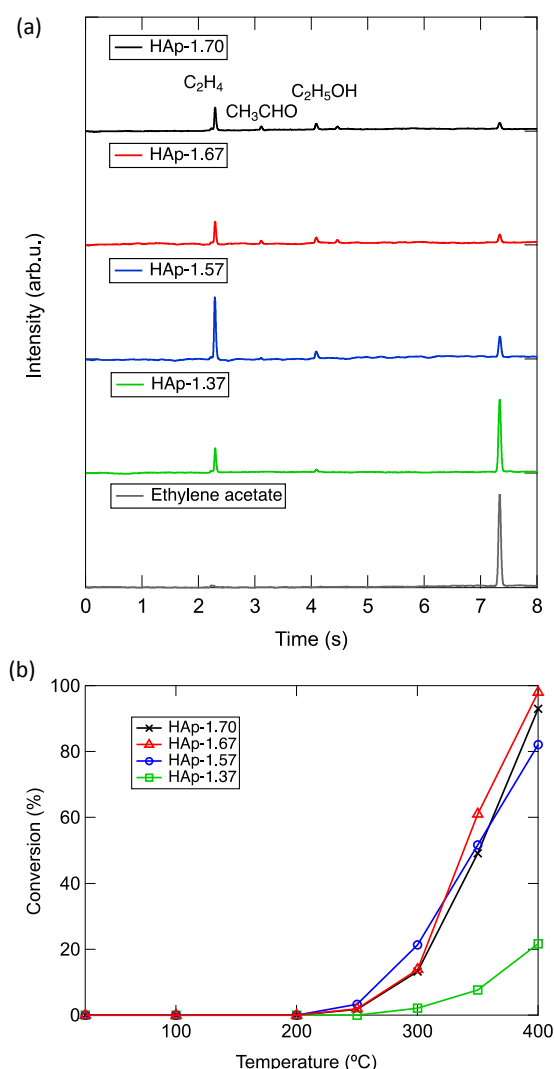 (a)
HAp-1.70
C₂H₄
CH₃CHO
C₂H₅OH
HAp-1.67
HAp-1.57
HAp-1.37
Ethylene acetate
Intensity (arb.u.)
0 1 2 3 4 5 6 7 8
Time (s)
(b)
100
80
60
40
20
0
HAp-1.70
HAp-1.67
HAp-1.57
HAp-1.37
Conversion (%)
100 200 300 400
Temperature (ºC)